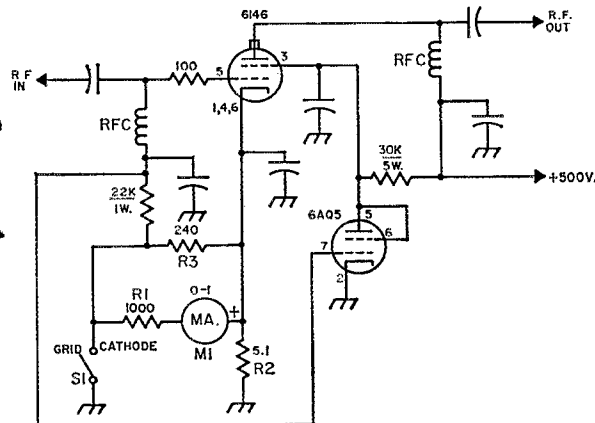 6146
R.F.
OUT
R F
IN
100
5
3
1,4,6
RFC
RFC
30K
5W.
+500V.
22K
1W.
6AQ5
5
6
7
2
240
R3
R1
1000
0-1
MA.
+
M1
5.1
R2
GRID
CATHODE
S1